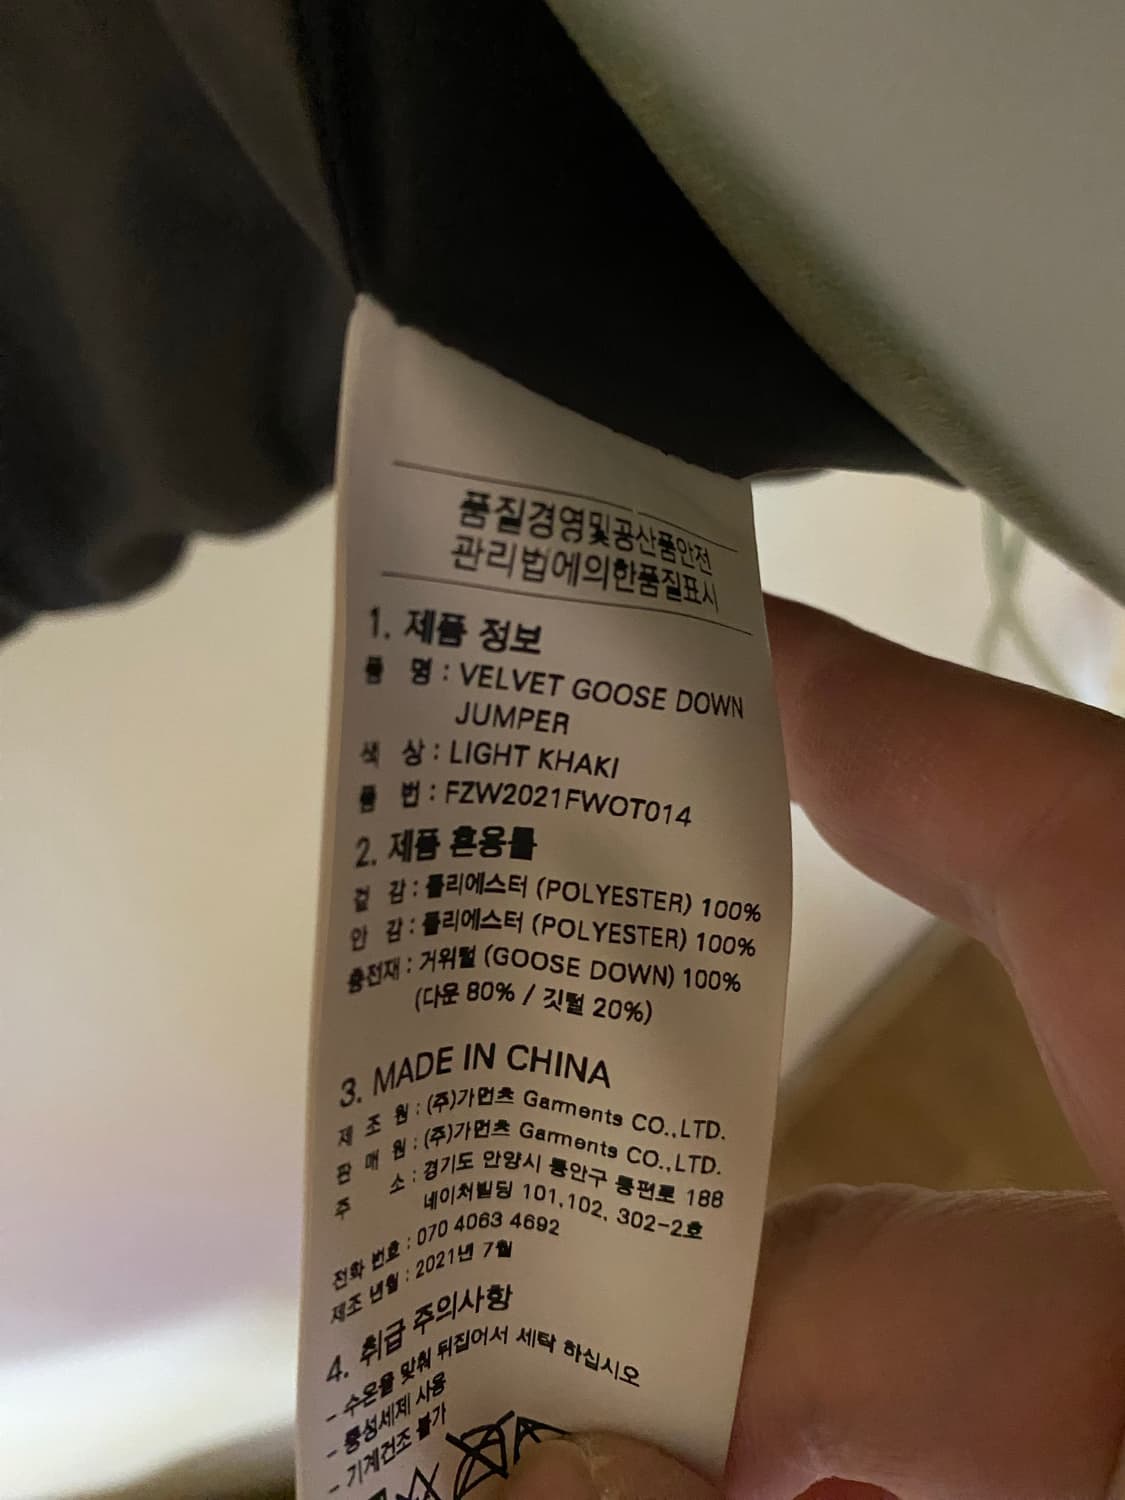 품질경영및공산품안전
관리법에의한품질표시
1. 제품 정보
품 명 : VELVET GOOSE DOWN
JUMPER
색 상 : LIGHT KHAKI
품 번 : FZW2021FWOT014
2. 제품 혼용률
겉 감 : 폴리에스터 (POLYESTER) 100%
안 감 : 폴리에스터 (POLYESTER) 100%
충전재 : 거위털 (GOOSE DOWN) 100%
(다운 80% / 깃털 20%)
3. MADE IN CHINA
제 조 원 : (주)가먼츠 Garments CO.,LTD.
판 매 원 : (주)가먼츠 Garments CO.,LTD.
주 소 : 경기도 안양시 동안구 동편로 188
네이처빌딩 101,102, 302-2호
전화 번호 : 070 4063 4692
제조 년월 : 2021년 7월
4. 취급 주의사항
- 수온을 맞춰 뒤집어서 세탁 하십시오
- 중성세제 사용
- 기계건조 불가